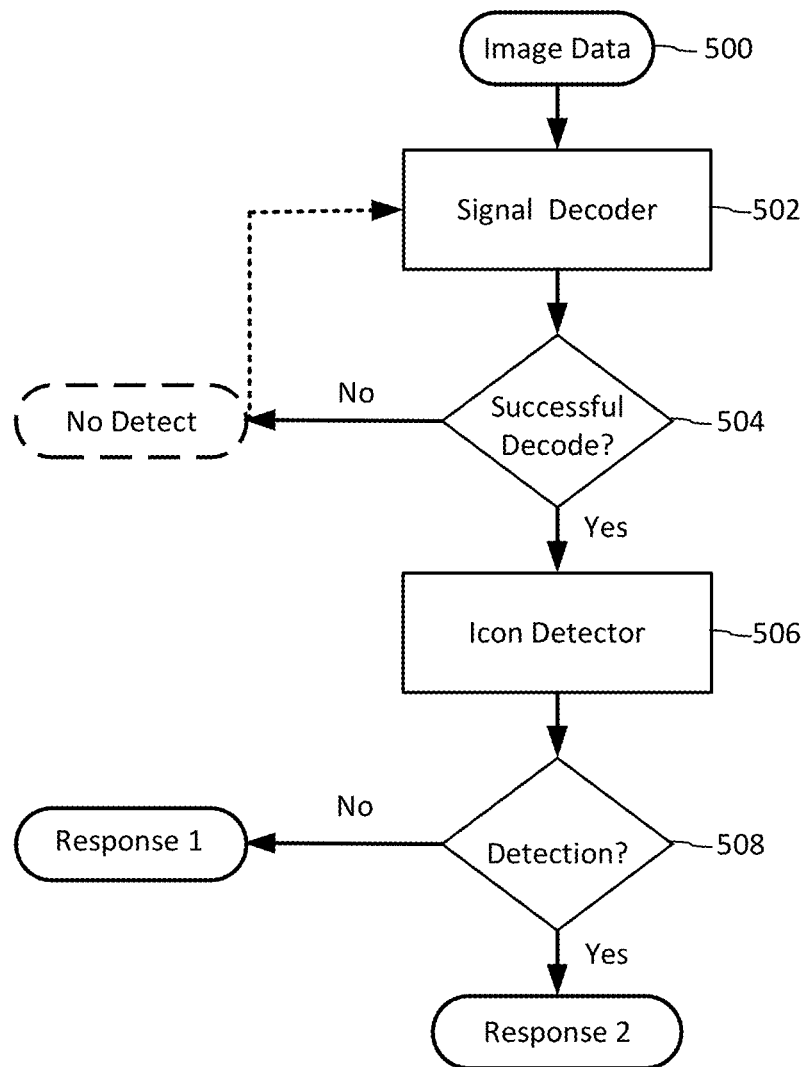 Image Data
500
Signal Decoder
502
No
No Detect
Successful
Decode?
504
Yes
Icon Detector
506
No
Response 1
Detection?
508
Yes
Response 2